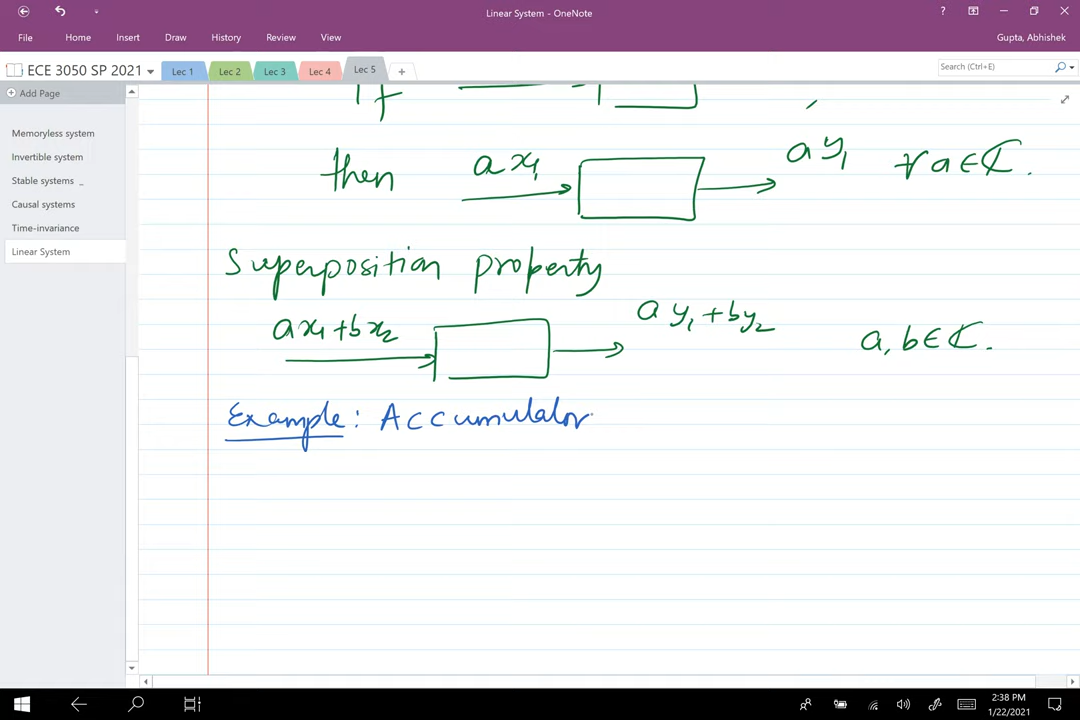 Linear System - OneNote
?
Gupta, Abhishek
File Home Insert Draw History Review View
ECE 3050 SP 2021
Lec 1 Lec 2 Lec 3 Lec 4 Lec 5 +
Search (Ctrl+E)
Add Page
Memoryless system
Invertible system
Stable systems _
Causal systems
Time-invariance
Linear System
If
then ax₁ ay₁ ∀ a ∈ ℂ.
Superposition property
ax₁ + bx₂ ay₁ + by₂ a, b ∈ ℂ.
Example: Accumulator
2:38 PM
1/22/2021